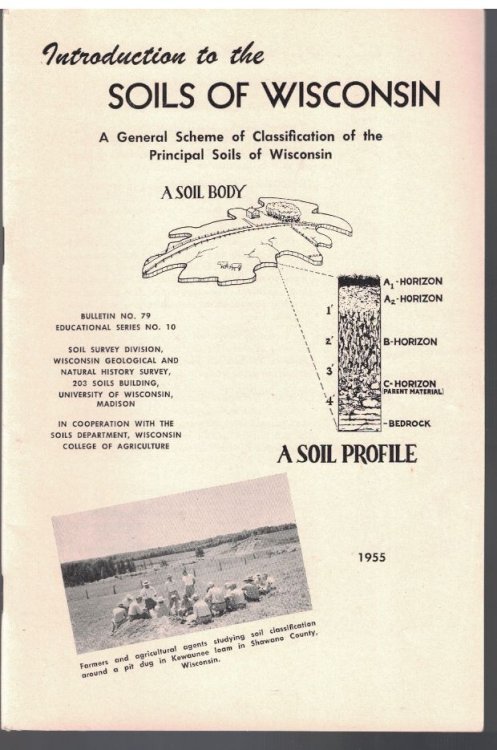 Introduction to the
SOILS OF WISCONSIN
A General Scheme of Classification of the
Principal Soils of Wisconsin
A SOIL BODY
A1-HORIZON
A2-HORIZON
1'
2'
B-HORIZON
3'
C-HORIZON
(PARENT MATERIAL)
4'
-BEDROCK
A SOIL PROFILE
BULLETIN NO. 79
EDUCATIONAL SERIES NO. 10
SOIL SURVEY DIVISION,
WISCONSIN GEOLOGICAL AND
NATURAL HISTORY SURVEY,
203 SOILS BUILDING,
UNIVERSITY OF WISCONSIN,
MADISON
IN COOPERATION WITH THE
SOILS DEPARTMENT, WISCONSIN
COLLEGE OF AGRICULTURE
1955
Farmers and agricultural agents studying soil classification
around a pit dug in Kewaunee loam in Shawano County,
Wisconsin.